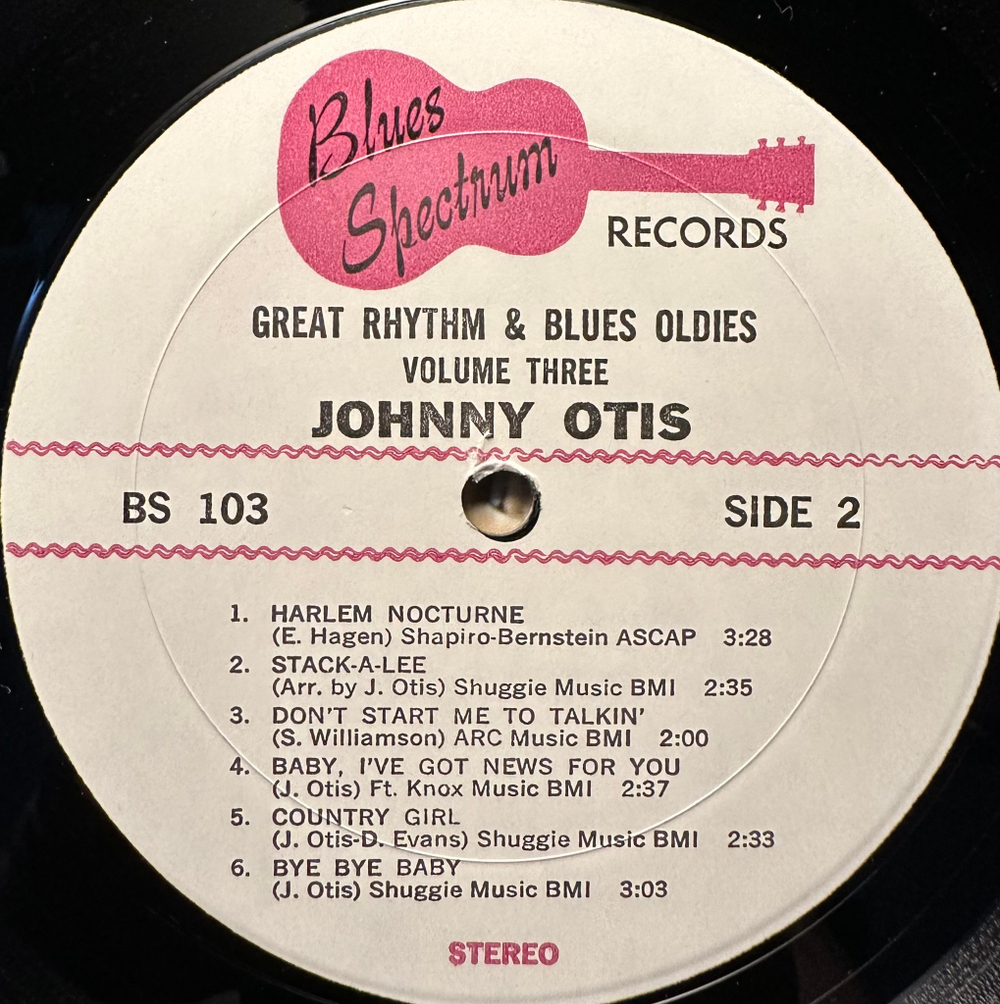 Blues
Spectrum
RECORDS
GREAT RHYTHM & BLUES OLDIES
VOLUME THREE
JOHNNY OTIS
BS 103 SIDE 2
1. HARLEM NOCTURNE
(E. Hagen) Shapiro-Bernstein ASCAP 3:28
2. STACK-A-LEE
(Arr. by J. Otis) Shuggie Music BMI 2:35
3. DON'T START ME TO TALKIN'
(S. Williamson) ARC Music BMI 2:00
4. BABY, I'VE GOT NEWS FOR YOU
(J. Otis) Ft. Knox Music BMI 2:37
5. COUNTRY GIRL
(J. Otis-D. Evans) Shuggie Music BMI 2:33
6. BYE BYE BABY
(J. Otis) Shuggie Music BMI 3:03
STEREO